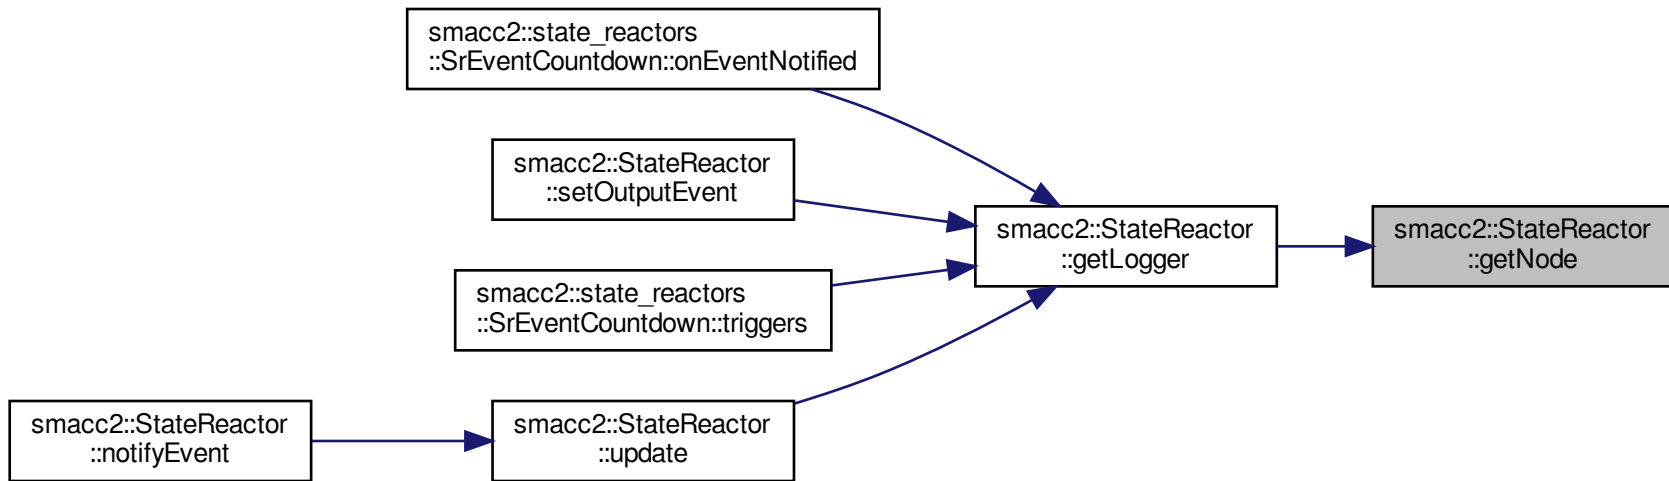 smacc2::state_reactors
::SrEventCountdown::onEventNotified
smacc2::StateReactor
::setOutputEvent
smacc2::StateReactor
::getLogger
smacc2::StateReactor
::getNode
smacc2::state_reactors
::SrEventCountdown::triggers
smacc2::StateReactor
::notifyEvent
smacc2::StateReactor
::update